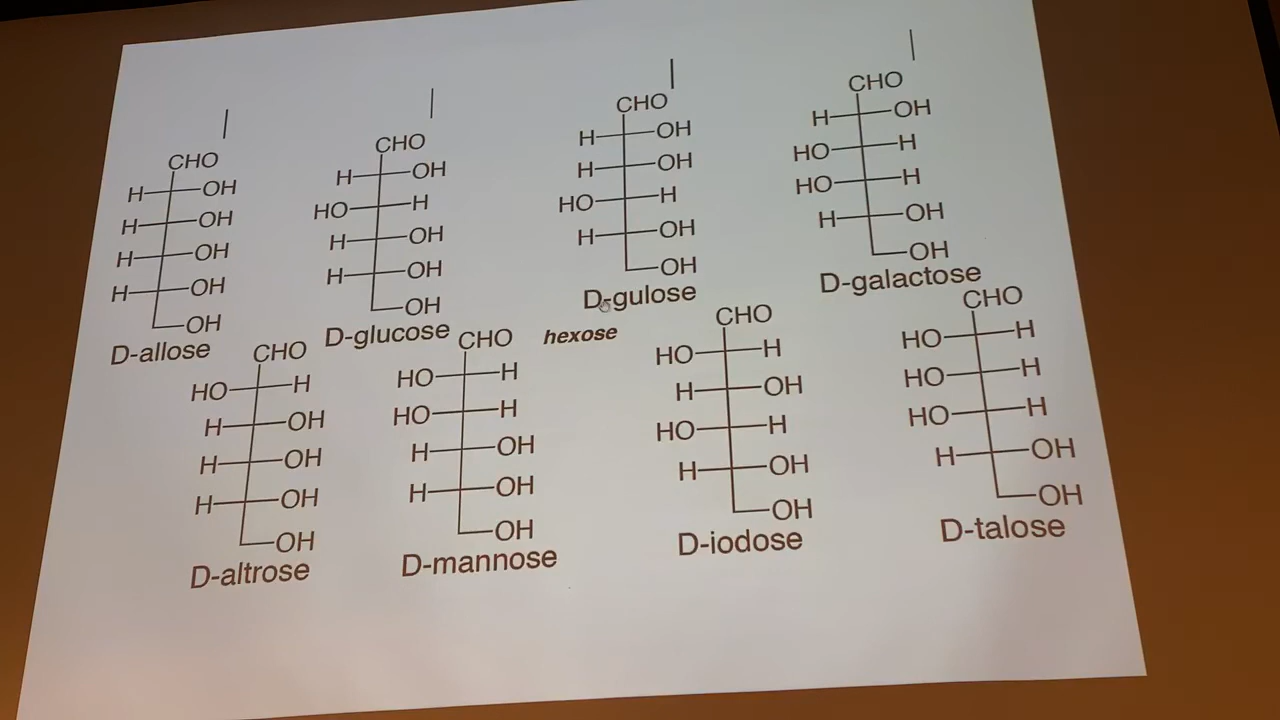 CHO
H OH
H OH
H OH
H OH
OH
D-allose
CHO
H OH
HO H
H OH
H OH
OH
D-glucose
CHO
H OH
H OH
HO H
H OH
OH
D-gulose
CHO
H OH
HO H
HO H
H OH
OH
D-galactose
hexose
CHO
HO H
H OH
H OH
H OH
OH
D-altrose
CHO
HO H
HO H
H OH
H OH
OH
D-mannose
CHO
HO H
H OH
HO H
H OH
OH
D-iodose
CHO
HO H
HO H
HO H
H OH
OH
D-talose